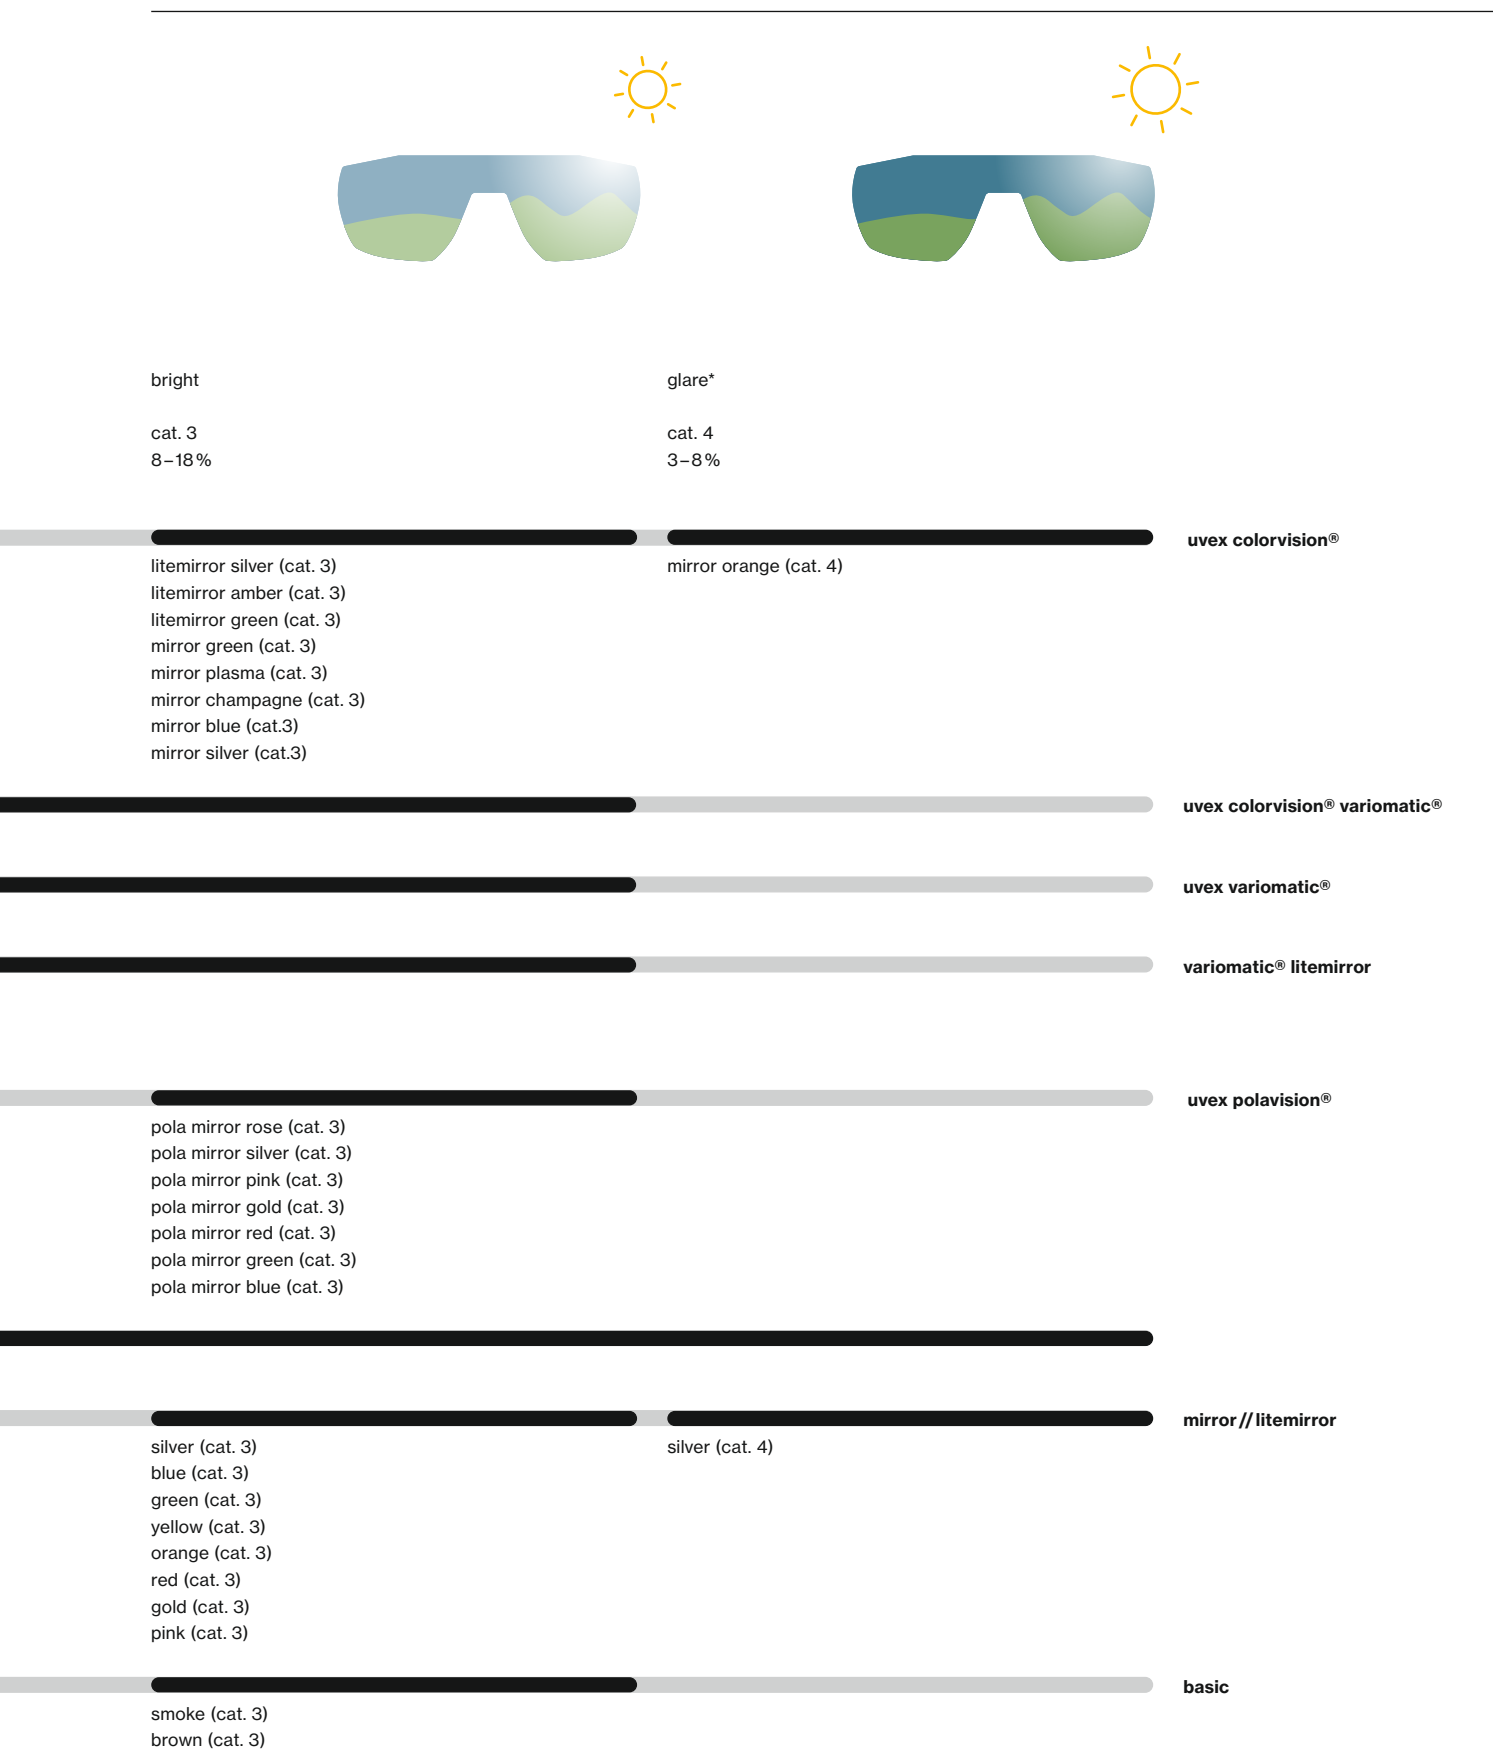 bright
glare*
cat. 3
cat. 4
8–18 %
3–8 %
uvex colorvision®
litemirror silver (cat. 3)
mirror orange (cat. 4)
litemirror amber (cat. 3)
litemirror green (cat. 3)
mirror green (cat. 3)
mirror plasma (cat. 3)
mirror champagne (cat. 3)
mirror blue (cat.3)
mirror silver (cat.3)
uvex colorvision® variomatic®
uvex variomatic®
variomatic® litemirror
uvex polavision®
pola mirror rose (cat. 3)
pola mirror silver (cat. 3)
pola mirror pink (cat. 3)
pola mirror gold (cat. 3)
pola mirror red (cat. 3)
pola mirror green (cat. 3)
pola mirror blue (cat. 3)
mirror // litemirror
silver (cat. 3)
silver (cat. 4)
blue (cat. 3)
green (cat. 3)
yellow (cat. 3)
orange (cat. 3)
red (cat. 3)
gold (cat. 3)
pink (cat. 3)
basic
smoke (cat. 3)
brown (cat. 3)